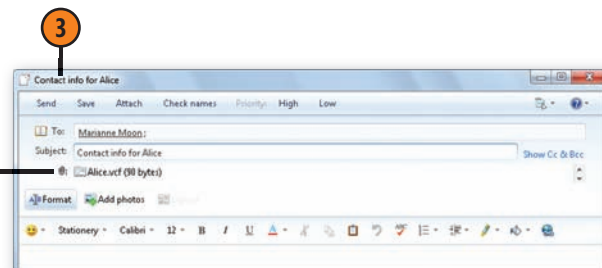 3
Contact info for Alice
Send Save Attach Check names Priority: High Low
To: Marianne Moon;
Subject: Contact info for Alice Show Cc & Bcc
Alice.vcf (90 bytes)
Format Add photos
Stationery Calibri 12 B I U A